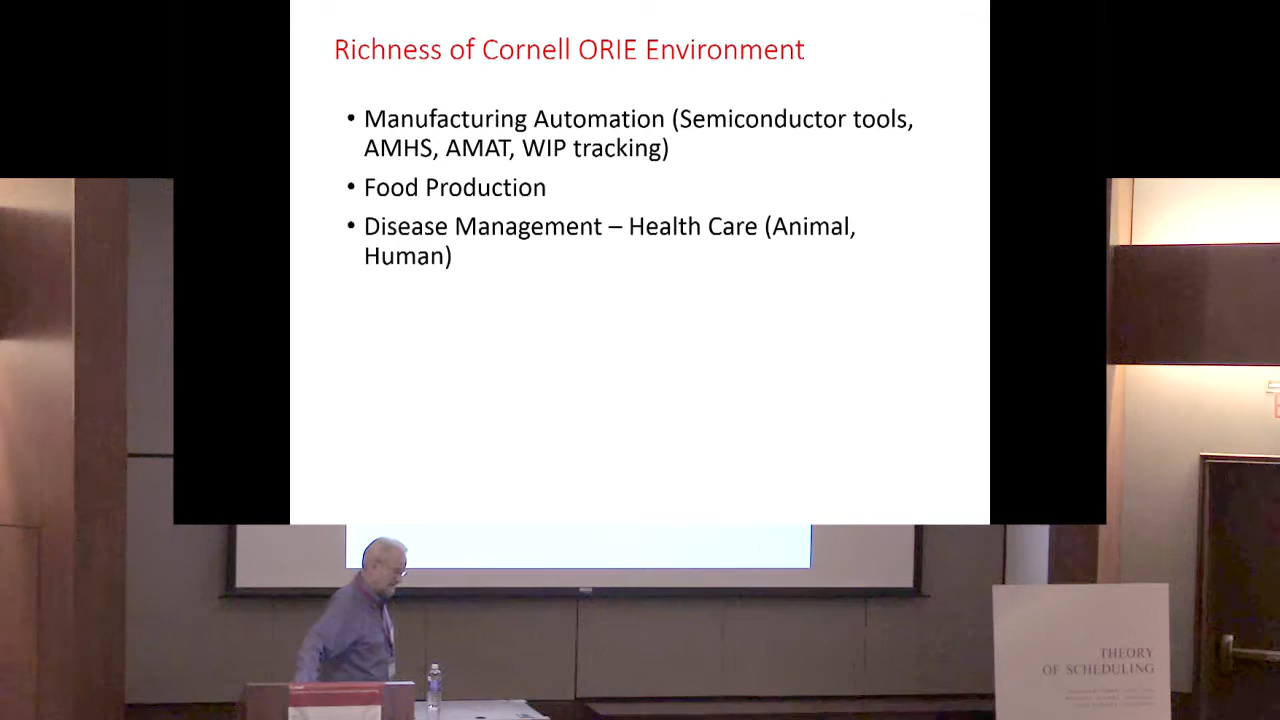 Richness of Cornell ORIE Environment
• Manufacturing Automation (Semiconductor tools,
AMHS, AMAT, WIP tracking)
• Food Production
• Disease Management – Health Care (Animal,
Human)
THEORY
OF SCHEDULING